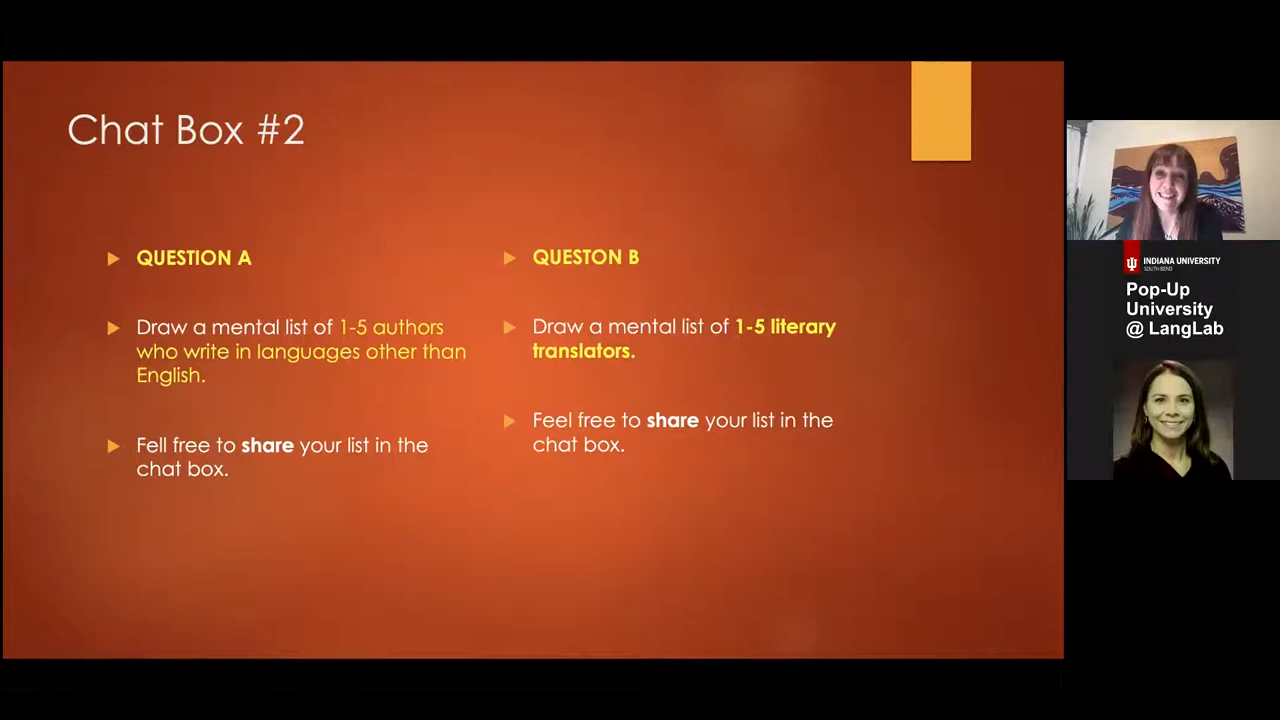 Chat Box #2
QUESTION A
Draw a mental list of 1-5 authors
who write in languages other than
English.
Fell free to share your list in the
chat box.
QUESTON B
Draw a mental list of 1-5 literary
translators.
Feel free to share your list in the
chat box.
INDIANA UNIVERSITY
SOUTH BEND
Pop-Up
University
@ LangLab